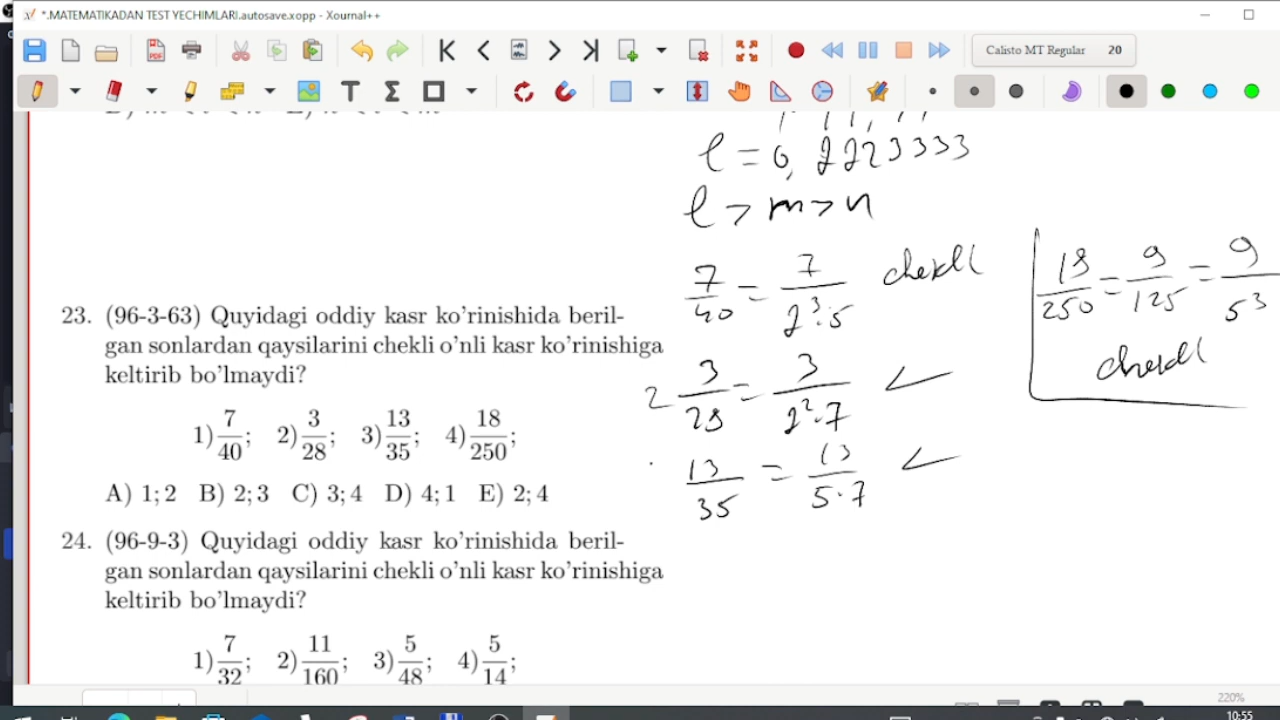 *.MATEMATIKADAN TEST YECHIMLARI.autosave.xopp - Xournal++
Calisto MT Regular 20
ℓ = 0,2223333
ℓ > m > n
7/40 = 7/(2³·5) chekli
18/250 = 9/125 = 9/5³
chekli
23. (96-3-63) Quyidagi oddiy kasr ko'rinishida beril-
gan sonlardan qaysilarini chekli o'nli kasr ko'rinishiga
keltirib bo'lmaydi?
2 3/28 = 3/(2²·7) ✓
1) 7/40; 2) 3/28; 3) 13/35; 4) 18/250;
13/35 = 13/(5·7) ✓
A) 1; 2 B) 2; 3 C) 3; 4 D) 4; 1 E) 2; 4
24. (96-9-3) Quyidagi oddiy kasr ko'rinishida beril-
gan sonlardan qaysilarini chekli o'nli kasr ko'rinishiga
keltirib bo'lmaydi?
1) 7/32; 2) 11/160; 3) 5/48; 4) 5/14;
220%
10:55